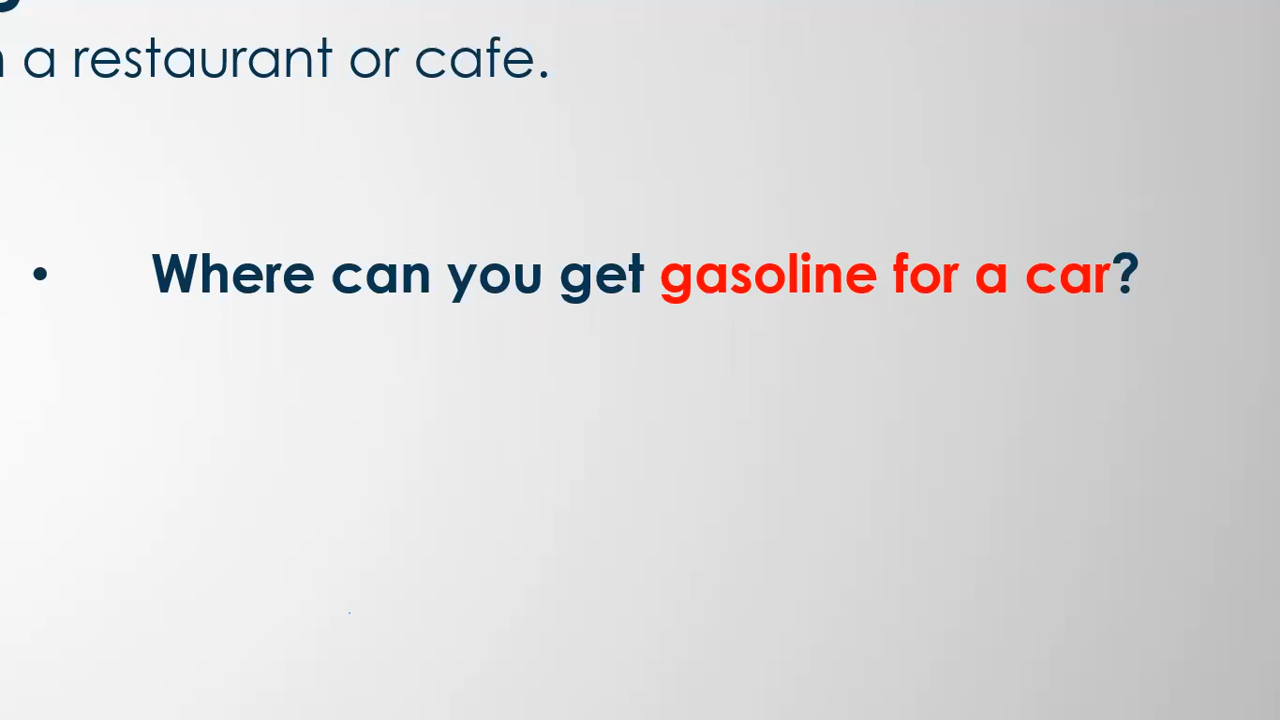 a restaurant or cafe.
• Where can you get gasoline for a car?